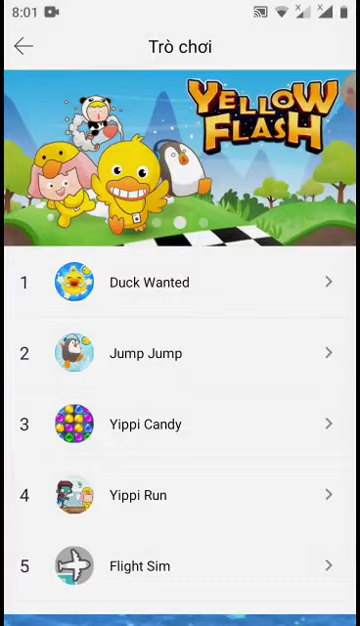 8:01
Trò chơi
YELLOW
FLASH
1 Duck Wanted
2 Jump Jump
3 Yippi Candy
4 Yippi Run
5 Flight Sim